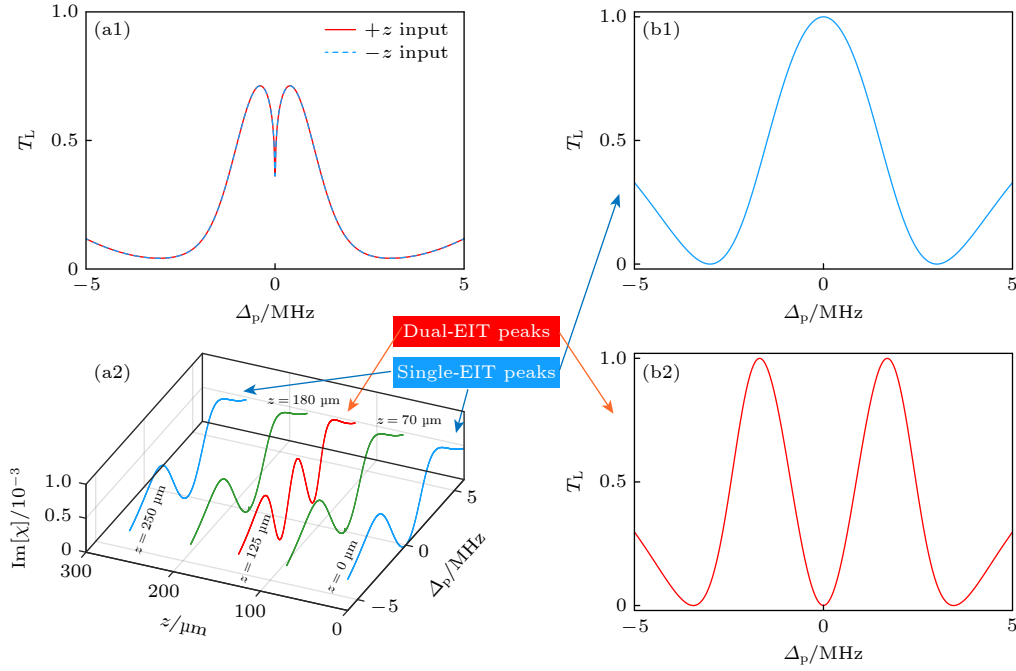 (a1)
+z input
−z input
1.0
0.5
0
T_L
−5
0
5
Δ_p/MHz
(b1)
1.0
0.5
0
T_L
−5
0
5
Δ_p/MHz
Dual-EIT peaks
Single-EIT peaks
(a2)
z = 180 µm
z = 70 µm
z = 250 µm
z = 125 µm
z = 0 µm
1.0
0.5
0
Im[χ]/10⁻³
300
200
100
0
z/µm
−5
0
5
Δ_p/MHz
(b2)
1.0
0.5
0
T_L
−5
0
5
Δ_p/MHz